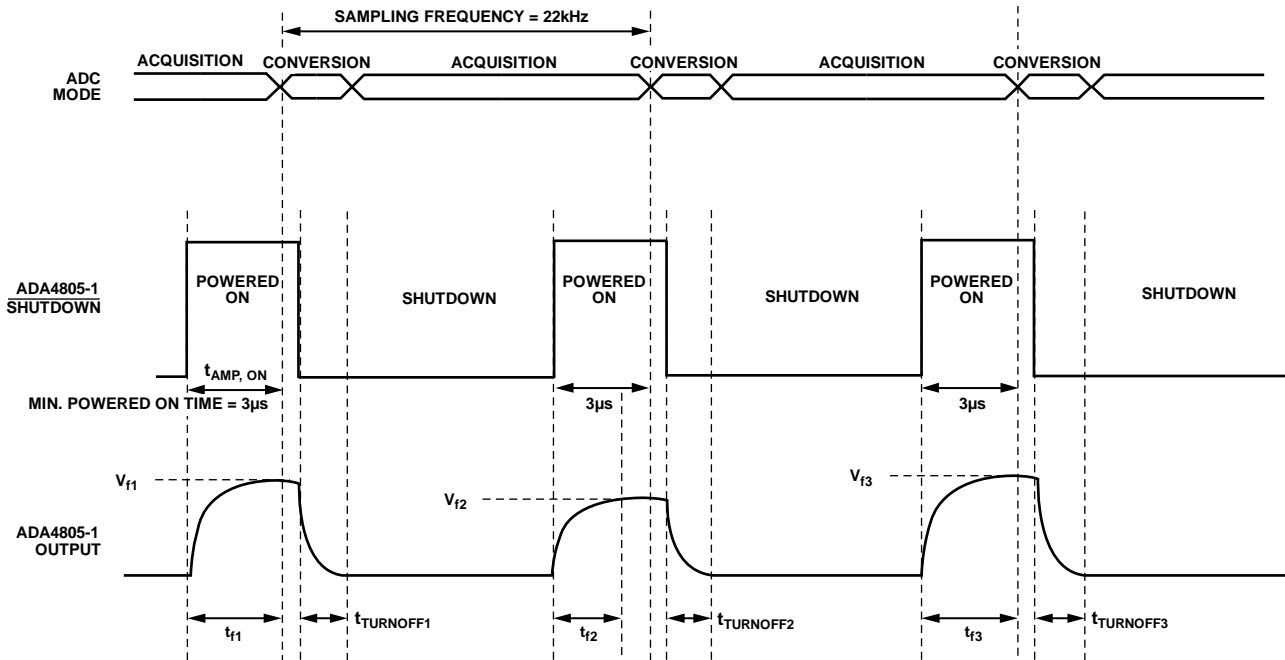 SAMPLING FREQUENCY = 22kHz
ACQUISITION CONVERSION ACQUISITION CONVERSION ACQUISITION CONVERSION
ADC
MODE
POWERED
ON
SHUTDOWN
POWERED
ON
SHUTDOWN
POWERED
ON
SHUTDOWN
ADA4805-1
SHUTDOWN
tAMP, ON
MIN. POWERED ON TIME = 3µs
3µs
3µs
Vf1
Vf2
Vf3
ADA4805-1
OUTPUT
tf1
tTURNOFF1
tf2
tTURNOFF2
tf3
tTURNOFF3